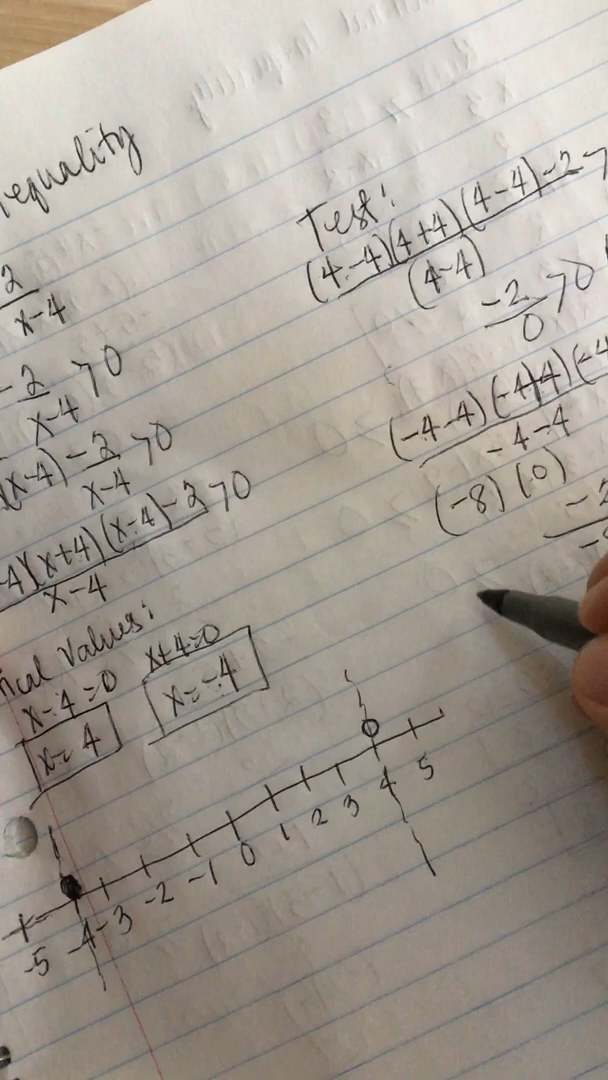 equality
2
x-4
-2/x-4 >0
(x-4) -2/x-4 >0
4)(x+4)(x-4)-2 >0
x-4
ical values:
x-4=0 x+4=0
x=4 x=-4
-5 -4 -3 -2 -1 0 1 2 3 4 5
Test:
(4-4)(4+4)(4-4)-2 >
(4-4)
-2/0 >0
(-4-4)(-4+4)(-4
-4-4
(-8)(0)